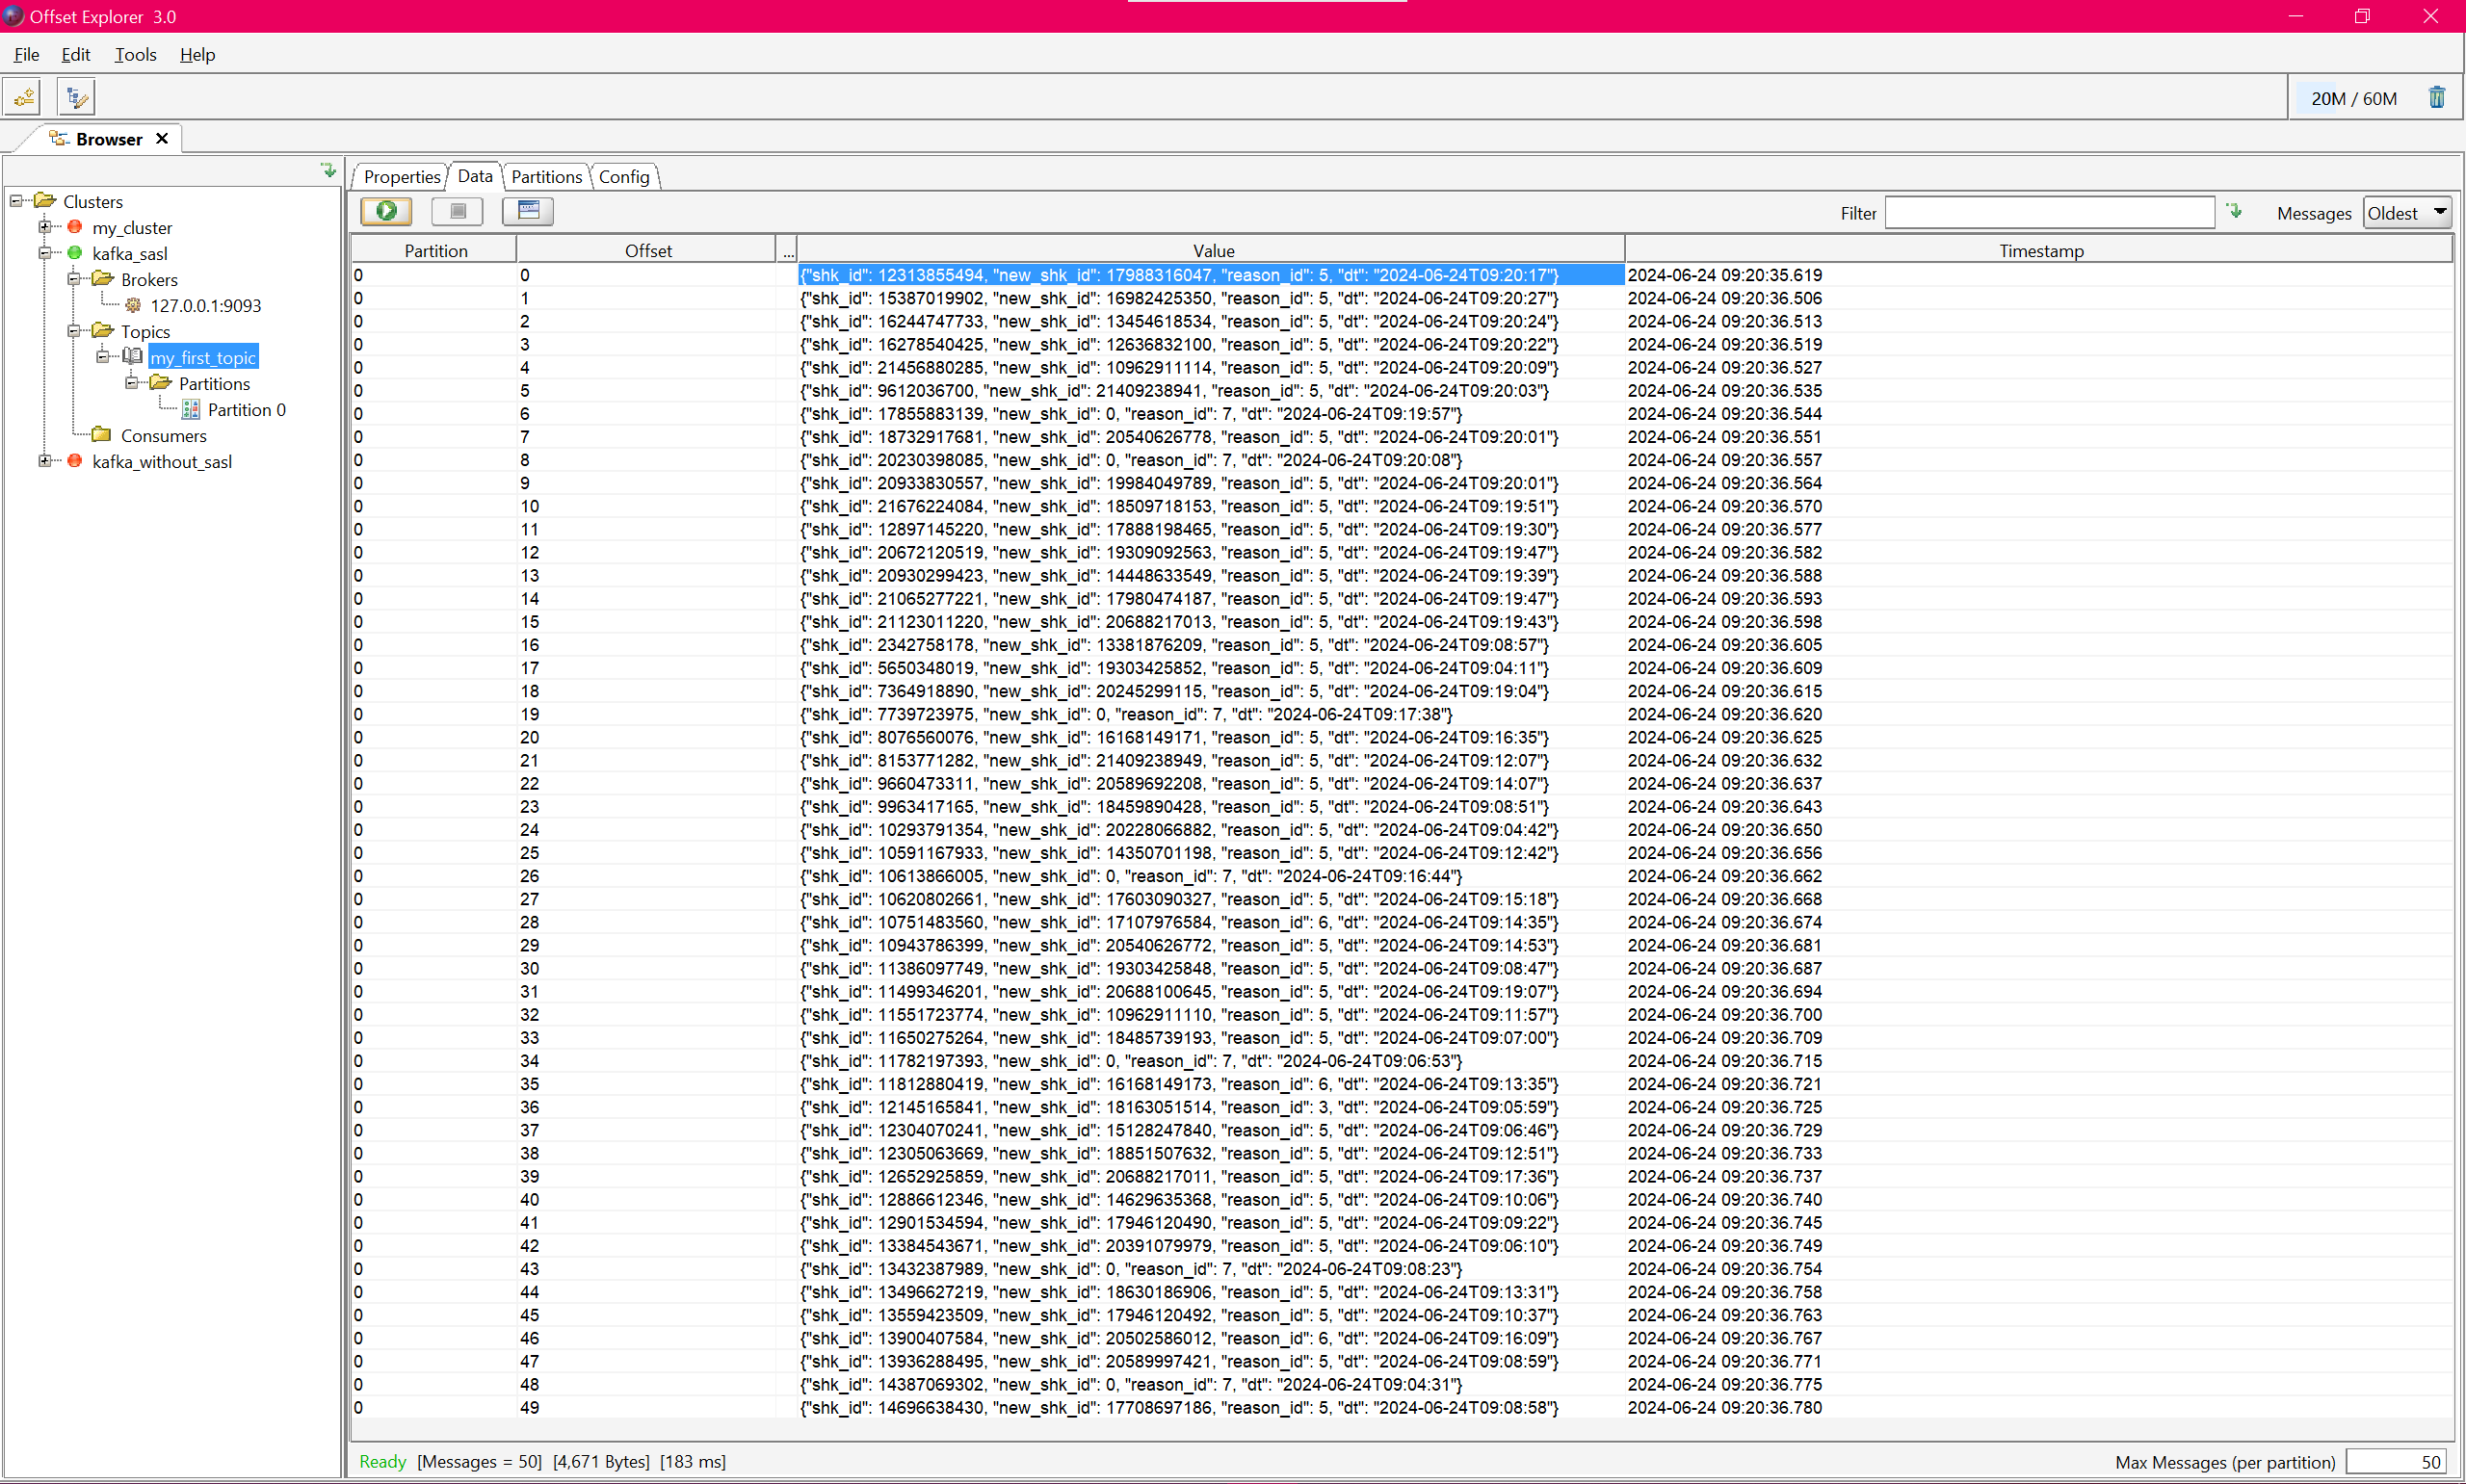 Offset Explorer 3.0
File Edit Tools Help
20M / 60M
Browser
Clusters
my_cluster
kafka_sasl
Brokers
127.0.0.1:9093
Topics
my_first_topic
Partitions
Partition 0
Consumers
kafka_without_sasl
Properties Data Partitions Config
Filter Messages Oldest
Partition Offset ... Value Timestamp
0 0 {"shk_id": 12313855494, "new_shk_id": 17988316047, "reason_id": 5, "dt": "2024-06-24T09:20:17"} 2024-06-24 09:20:35.619
0 1 {"shk_id": 15387019902, "new_shk_id": 16982425350, "reason_id": 5, "dt": "2024-06-24T09:20:27"} 2024-06-24 09:20:36.506
0 2 {"shk_id": 16244747733, "new_shk_id": 13454618534, "reason_id": 5, "dt": "2024-06-24T09:20:24"} 2024-06-24 09:20:36.513
0 3 {"shk_id": 16278540425, "new_shk_id": 12636832100, "reason_id": 5, "dt": "2024-06-24T09:20:22"} 2024-06-24 09:20:36.519
0 4 {"shk_id": 21456880285, "new_shk_id": 10962911114, "reason_id": 5, "dt": "2024-06-24T09:20:09"} 2024-06-24 09:20:36.527
0 5 {"shk_id": 9612036700, "new_shk_id": 21409238941, "reason_id": 5, "dt": "2024-06-24T09:20:03"} 2024-06-24 09:20:36.535
0 6 {"shk_id": 17855883139, "new_shk_id": 0, "reason_id": 7, "dt": "2024-06-24T09:19:57"} 2024-06-24 09:20:36.544
0 7 {"shk_id": 18732917681, "new_shk_id": 20540626778, "reason_id": 5, "dt": "2024-06-24T09:20:01"} 2024-06-24 09:20:36.551
0 8 {"shk_id": 20230398085, "new_shk_id": 0, "reason_id": 7, "dt": "2024-06-24T09:20:08"} 2024-06-24 09:20:36.557
0 9 {"shk_id": 20933830557, "new_shk_id": 19984049789, "reason_id": 5, "dt": "2024-06-24T09:20:01"} 2024-06-24 09:20:36.564
0 10 {"shk_id": 21676224084, "new_shk_id": 18509718153, "reason_id": 5, "dt": "2024-06-24T09:19:51"} 2024-06-24 09:20:36.570
0 11 {"shk_id": 12897145220, "new_shk_id": 17888198465, "reason_id": 5, "dt": "2024-06-24T09:19:30"} 2024-06-24 09:20:36.577
0 12 {"shk_id": 20672120519, "new_shk_id": 19309092563, "reason_id": 5, "dt": "2024-06-24T09:19:47"} 2024-06-24 09:20:36.582
0 13 {"shk_id": 20930299423, "new_shk_id": 14448633549, "reason_id": 5, "dt": "2024-06-24T09:19:39"} 2024-06-24 09:20:36.588
0 14 {"shk_id": 21065277221, "new_shk_id": 17980474187, "reason_id": 5, "dt": "2024-06-24T09:19:47"} 2024-06-24 09:20:36.593
0 15 {"shk_id": 21123011220, "new_shk_id": 20688217013, "reason_id": 5, "dt": "2024-06-24T09:19:43"} 2024-06-24 09:20:36.598
0 16 {"shk_id": 2342758178, "new_shk_id": 13381876209, "reason_id": 5, "dt": "2024-06-24T09:08:57"} 2024-06-24 09:20:36.605
0 17 {"shk_id": 5650348019, "new_shk_id": 19303425852, "reason_id": 5, "dt": "2024-06-24T09:04:11"} 2024-06-24 09:20:36.609
0 18 {"shk_id": 7364918890, "new_shk_id": 20245299115, "reason_id": 5, "dt": "2024-06-24T09:19:04"} 2024-06-24 09:20:36.615
0 19 {"shk_id": 7739723975, "new_shk_id": 0, "reason_id": 7, "dt": "2024-06-24T09:17:38"} 2024-06-24 09:20:36.620
0 20 {"shk_id": 8076560076, "new_shk_id": 16168149171, "reason_id": 5, "dt": "2024-06-24T09:16:35"} 2024-06-24 09:20:36.625
0 21 {"shk_id": 8153771282, "new_shk_id": 21409238949, "reason_id": 5, "dt": "2024-06-24T09:12:07"} 2024-06-24 09:20:36.632
0 22 {"shk_id": 9660473311, "new_shk_id": 20589692208, "reason_id": 5, "dt": "2024-06-24T09:14:07"} 2024-06-24 09:20:36.637
0 23 {"shk_id": 9963417165, "new_shk_id": 18459890428, "reason_id": 5, "dt": "2024-06-24T09:08:51"} 2024-06-24 09:20:36.643
0 24 {"shk_id": 10293791354, "new_shk_id": 20228066882, "reason_id": 5, "dt": "2024-06-24T09:04:42"} 2024-06-24 09:20:36.650
0 25 {"shk_id": 10591167933, "new_shk_id": 14350701198, "reason_id": 5, "dt": "2024-06-24T09:12:42"} 2024-06-24 09:20:36.656
0 26 {"shk_id": 10613866005, "new_shk_id": 0, "reason_id": 7, "dt": "2024-06-24T09:16:44"} 2024-06-24 09:20:36.662
0 27 {"shk_id": 10620802661, "new_shk_id": 17603090327, "reason_id": 5, "dt": "2024-06-24T09:15:18"} 2024-06-24 09:20:36.668
0 28 {"shk_id": 10751483560, "new_shk_id": 17107976584, "reason_id": 6, "dt": "2024-06-24T09:14:35"} 2024-06-24 09:20:36.674
0 29 {"shk_id": 10943786399, "new_shk_id": 20540626772, "reason_id": 5, "dt": "2024-06-24T09:14:53"} 2024-06-24 09:20:36.681
0 30 {"shk_id": 11386097749, "new_shk_id": 19303425848, "reason_id": 5, "dt": "2024-06-24T09:08:47"} 2024-06-24 09:20:36.687
0 31 {"shk_id": 11499346201, "new_shk_id": 20688100645, "reason_id": 5, "dt": "2024-06-24T09:19:07"} 2024-06-24 09:20:36.694
0 32 {"shk_id": 11551723774, "new_shk_id": 10962911110, "reason_id": 5, "dt": "2024-06-24T09:11:57"} 2024-06-24 09:20:36.700
0 33 {"shk_id": 11650275264, "new_shk_id": 18485739193, "reason_id": 5, "dt": "2024-06-24T09:07:00"} 2024-06-24 09:20:36.709
0 34 {"shk_id": 11782197393, "new_shk_id": 0, "reason_id": 7, "dt": "2024-06-24T09:06:53"} 2024-06-24 09:20:36.715
0 35 {"shk_id": 11812880419, "new_shk_id": 16168149173, "reason_id": 6, "dt": "2024-06-24T09:13:35"} 2024-06-24 09:20:36.721
0 36 {"shk_id": 12145165841, "new_shk_id": 18163051514, "reason_id": 3, "dt": "2024-06-24T09:05:59"} 2024-06-24 09:20:36.725
0 37 {"shk_id": 12304070241, "new_shk_id": 15128247840, "reason_id": 5, "dt": "2024-06-24T09:06:46"} 2024-06-24 09:20:36.729
0 38 {"shk_id": 12305063669, "new_shk_id": 18851507632, "reason_id": 5, "dt": "2024-06-24T09:12:51"} 2024-06-24 09:20:36.733
0 39 {"shk_id": 12652925859, "new_shk_id": 20688217011, "reason_id": 5, "dt": "2024-06-24T09:17:36"} 2024-06-24 09:20:36.737
0 40 {"shk_id": 12886612346, "new_shk_id": 14629635368, "reason_id": 5, "dt": "2024-06-24T09:10:06"} 2024-06-24 09:20:36.740
0 41 {"shk_id": 12901534594, "new_shk_id": 17946120490, "reason_id": 5, "dt": "2024-06-24T09:09:22"} 2024-06-24 09:20:36.745
0 42 {"shk_id": 13384543671, "new_shk_id": 20391079979, "reason_id": 5, "dt": "2024-06-24T09:06:10"} 2024-06-24 09:20:36.749
0 43 {"shk_id": 13432387989, "new_shk_id": 0, "reason_id": 7, "dt": "2024-06-24T09:08:23"} 2024-06-24 09:20:36.754
0 44 {"shk_id": 13496627219, "new_shk_id": 18630186906, "reason_id": 5, "dt": "2024-06-24T09:13:31"} 2024-06-24 09:20:36.758
0 45 {"shk_id": 13559423509, "new_shk_id": 17946120492, "reason_id": 5, "dt": "2024-06-24T09:10:37"} 2024-06-24 09:20:36.763
0 46 {"shk_id": 13900407584, "new_shk_id": 20502586012, "reason_id": 6, "dt": "2024-06-24T09:16:09"} 2024-06-24 09:20:36.767
0 47 {"shk_id": 13936288495, "new_shk_id": 20589997421, "reason_id": 5, "dt": "2024-06-24T09:08:59"} 2024-06-24 09:20:36.771
0 48 {"shk_id": 14387069302, "new_shk_id": 0, "reason_id": 7, "dt": "2024-06-24T09:04:31"} 2024-06-24 09:20:36.775
0 49 {"shk_id": 14696638430, "new_shk_id": 17708697186, "reason_id": 5, "dt": "2024-06-24T09:08:58"} 2024-06-24 09:20:36.780
Ready [Messages = 50] [4,671 Bytes] [183 ms]
Max Messages (per partition) 50